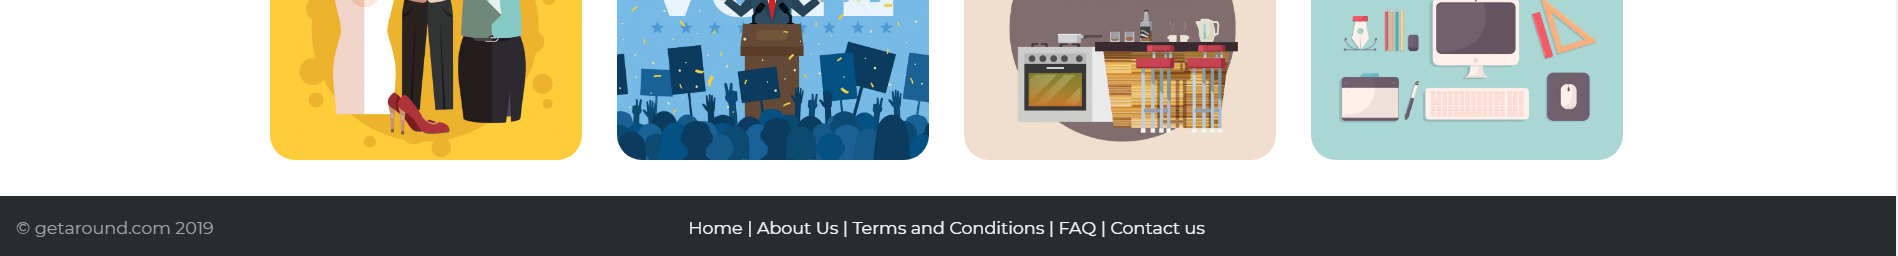 © getaround.com 2019
Home | About Us | Terms and Conditions | FAQ | Contact us